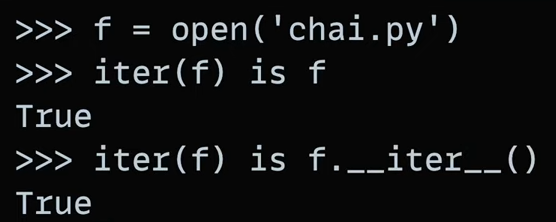 >>> f = open('chai.py')
>>> iter(f) is f
True
>>> iter(f) is f.__iter__()
True